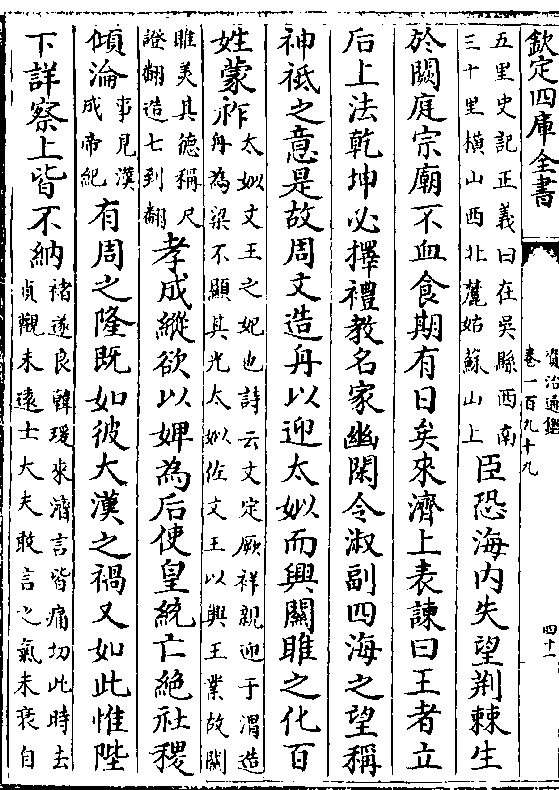 欽定四庫全書
資治通鑑
卷一百九十九
四十一
五里史記正義曰在吳縣西南
三十里橫山西北麓姑蘇山上
臣恐海內失望荆棘生
於闕庭宗廟不血食期有日矣來濟上表諫曰王者立
后上法乾坤必擇禮教名家幽閑令淑副四海之望稱
神祗之意是故周文造舟以迎太姒而興關雎之化百
姓蒙祚
太姒文王之妃也詩云文定厥祥親迎于渭造
舟為梁不顯其光太姒佐文王以興王業故關
雎美其德稱尺
證翻造七到翻
孝成縱欲以婢為后使皇統亡絶社稷
傾淪
事見漢
成帝紀
有周之隆既如彼大漢之禍又如此惟陛
下詳察上皆不納
褚遂良韓瑗來濟言皆痛切此時去
貞觀未遠士大夫敢言之氣未衰自